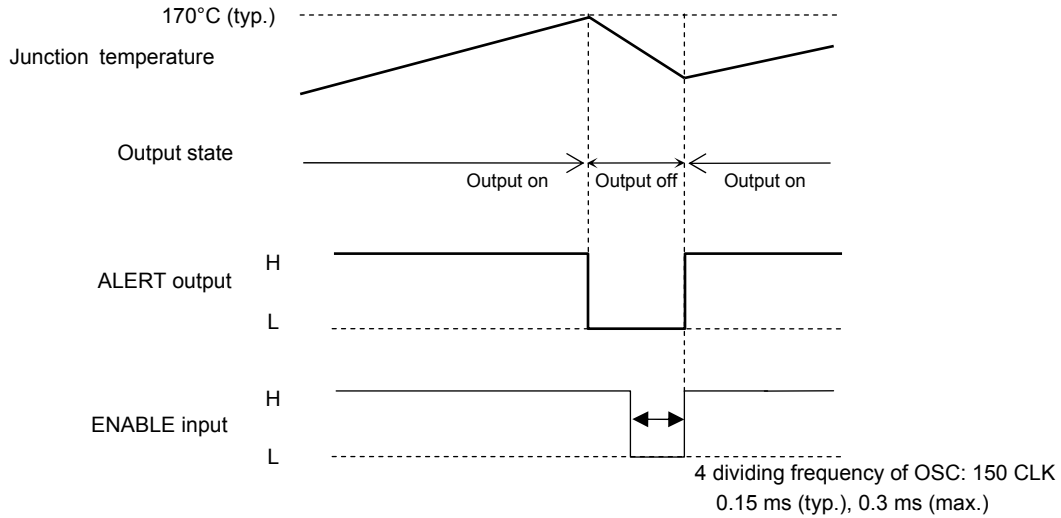 170°C (typ.)
Junction temperature
Output state
Output on
Output off
Output on
ALERT output
H
L
ENABLE input
H
L
4 dividing frequency of OSC: 150 CLK
0.15 ms (typ.), 0.3 ms (max.)